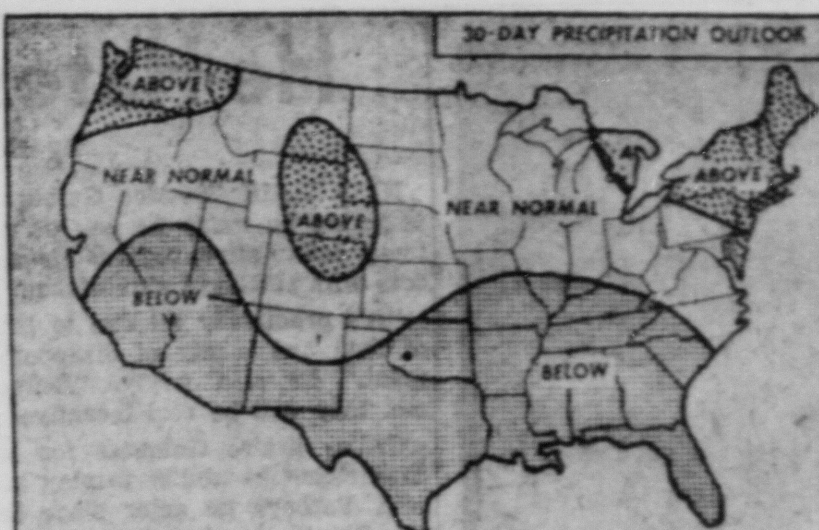 30-DAY PRECIPITATION OUTLOOK
ABOVE
NEAR NORMAL
ABOVE
NEAR NORMAL
A
ABOVE
BELOW
BELOW